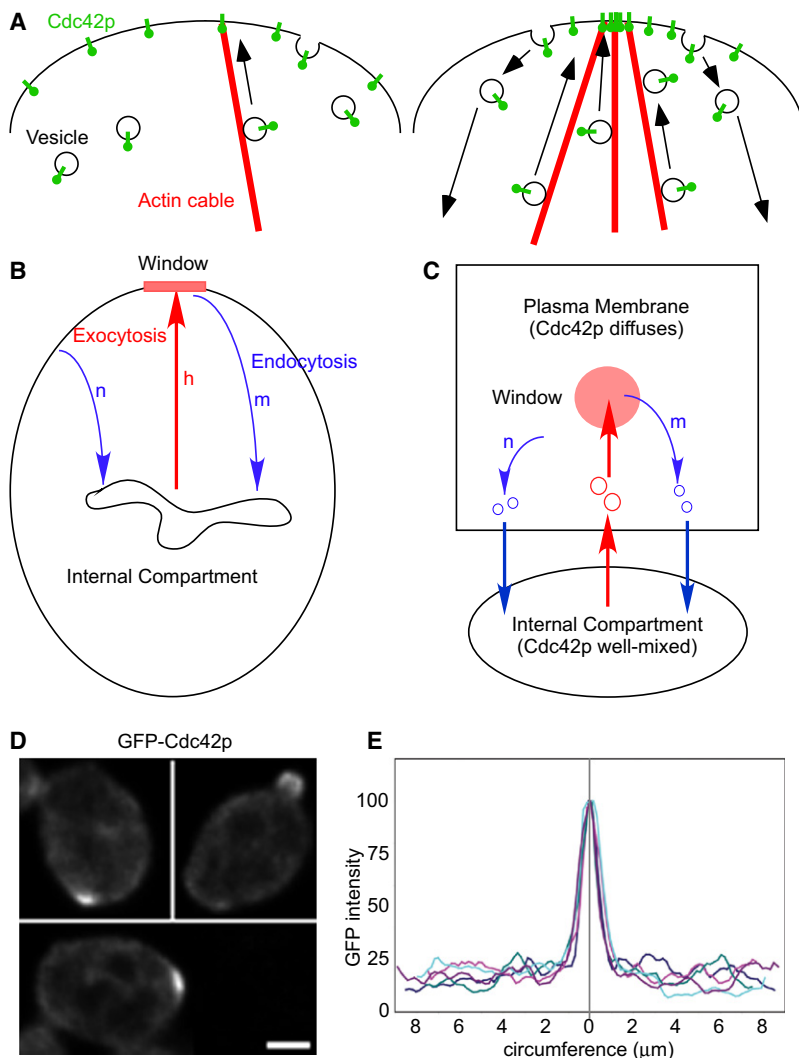 A
Cdc42p
Vesicle
Actin cable
B
Window
Exocytosis
Endocytosis
n
h
m
Internal Compartment
C
Plasma Membrane
(Cdc42p diffuses)
Window
n
m
Internal Compartment
(Cdc42p well-mixed)
D
GFP-Cdc42p
E
GFP intensity
100
75
50
25
0
8 6 4 2 0 2 4 6 8
circumference (μm)